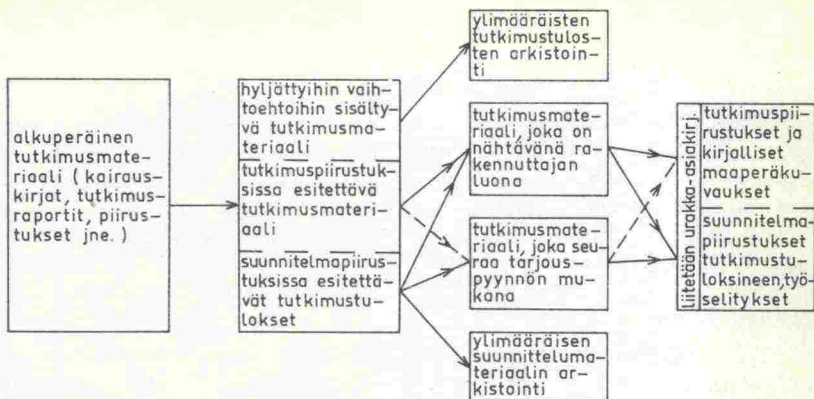 alkuperäinen
tutkimusmate-
riaali ( kairaus-
kirjat, tutkimus-
raportit, piirus-
tukset jne. )
hyljättyihin vaih-
toehtoihin sisälty-
vä tutkimusma-
teriaali
tutkimuspiirustuk-
sissa esitettävä
tutkimusmateri-
aali
suunnitelmapiirus-
tuksissa esitettä-
vät tutkimustu-
lokset
ylimääräisten
tutkimustulos-
ten arkistoin-
ti
tutkimusmate-
riaali, joka on
nähtävänä ra-
kennuttajan
luona
tutkimusmate-
riaali, joka seu-
raa tarjous-
pyynnön mu-
kana
ylimääräisen
suunnitteluma-
teriaalin ar-
kistointi
liitetään urakka-asiakirj.
tutkimuspii-
rustukset ja
kirjalliset
maaperäku-
vaukset
suunnitelma-
piirustukset
tutkimustu-
loksineen,työ-
selitykset